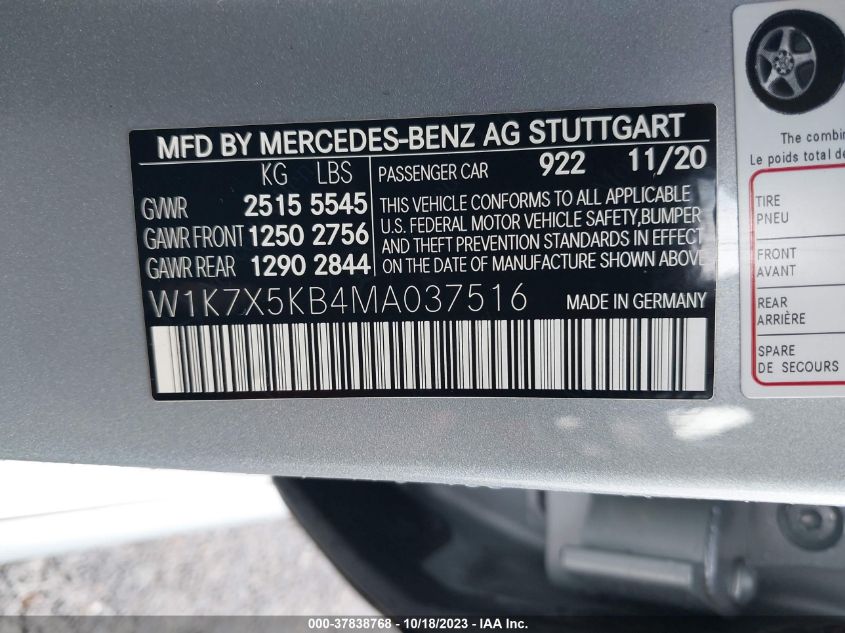 MFD BY MERCEDES-BENZ AG STUTTGART
KG LBS
GVWR 2515 5545
GAWR FRONT 1250 2756
GAWR REAR 1290 2844
PASSENGER CAR 922 11/20
THIS VEHICLE CONFORMS TO ALL APPLICABLE
U.S. FEDERAL MOTOR VEHICLE SAFETY,BUMPER
AND THEFT PREVENTION STANDARDS IN EFFECT
ON THE DATE OF MANUFACTURE SHOWN ABOVE.
W1K7X5KB4MA037516
MADE IN GERMANY
The combin
Le poids total de
TIRE
PNEU
FRONT
AVANT
REAR
ARRIÈRE
SPARE
DE SECOURS
000-37838768 - 10/18/2023 - IAA Inc.